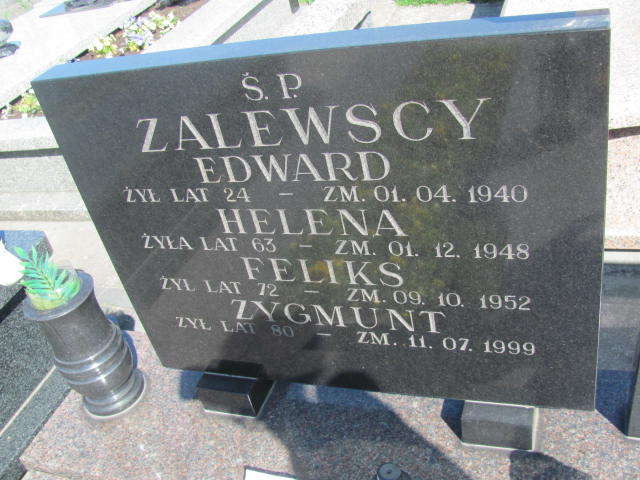 Ś.P.
ZALEWSCY
EDWARD
ŻYŁ LAT 24 – ZM. 01. 04. 1940
HELENA
ŻYŁA LAT 63 – ZM. 01. 12. 1948
FELIKS
ŻYŁ LAT 72 – ZM. 09. 10. 1952
ZYGMUNT
ŻYŁ LAT 80 – ZM. 11. 07. 1999